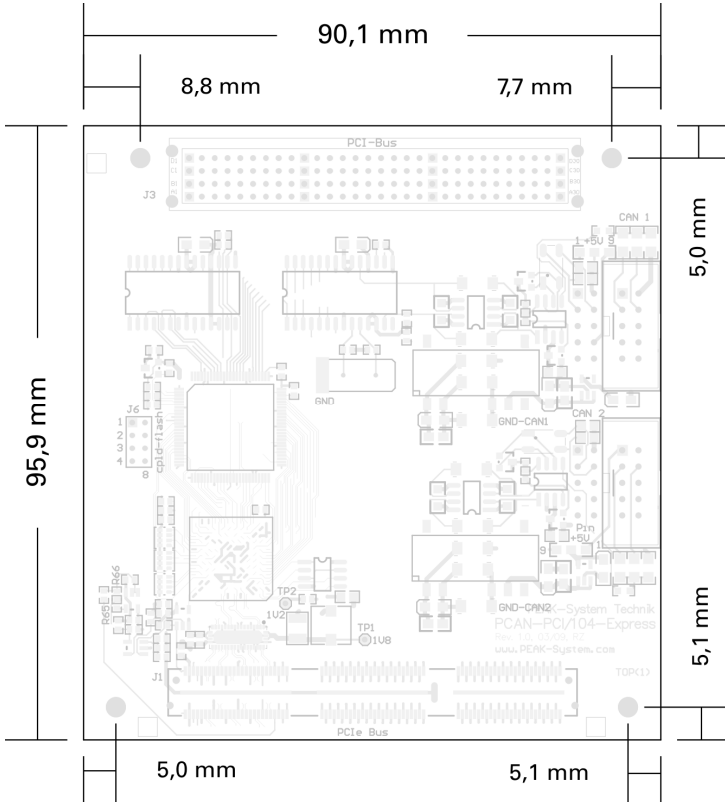 90,1 mm
8,8 mm
7,7 mm
PCI-Bus
J3
CAN 1
1 +5V 9
5,0 mm
GND
J6
1
2
3
4
8
cpld-flash
GND-CAN1
CAN 2
95,9 mm
Pin
+5V
9
1
R66
R65
TP2
1V2
TP1
1V8
GND-CAN2
K-System Technik
PCAN-PCI/104-Express
www.PEAK-System.com
TOP(1)
J1
PCIe Bus
5,1 mm
5,0 mm
5,1 mm